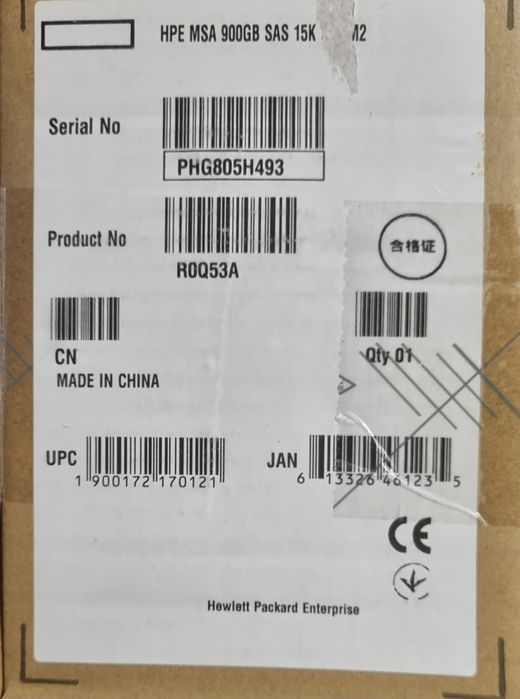 HPE MSA 900GB SAS 15K M2
Serial No
PHG805H493
Product No
R0Q53A
合格证
CN
Qty 01
MADE IN CHINA
UPC
1 900172 170121
JAN
6 13326 46123 5
CE
Hewlett Packard Enterprise